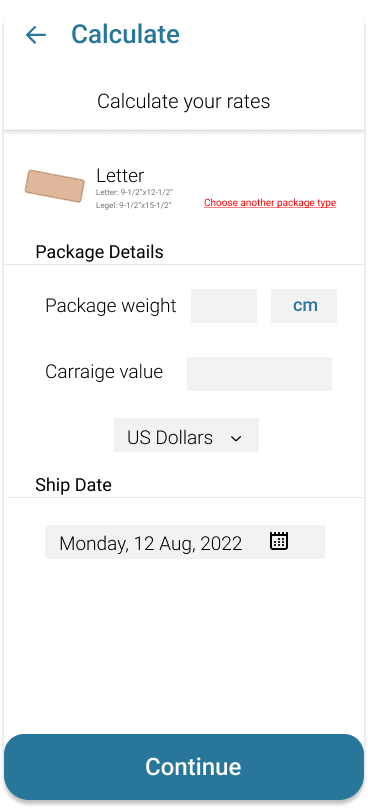 Calculate
Calculate your rates
Letter
Letter: 9-1/2"x12-1/2"
Legel: 9-1/2"x15-1/2"
Choose another package type
Package Details
Package weight
cm
Carraige value
US Dollars
Ship Date
Monday, 12 Aug, 2022
Continue